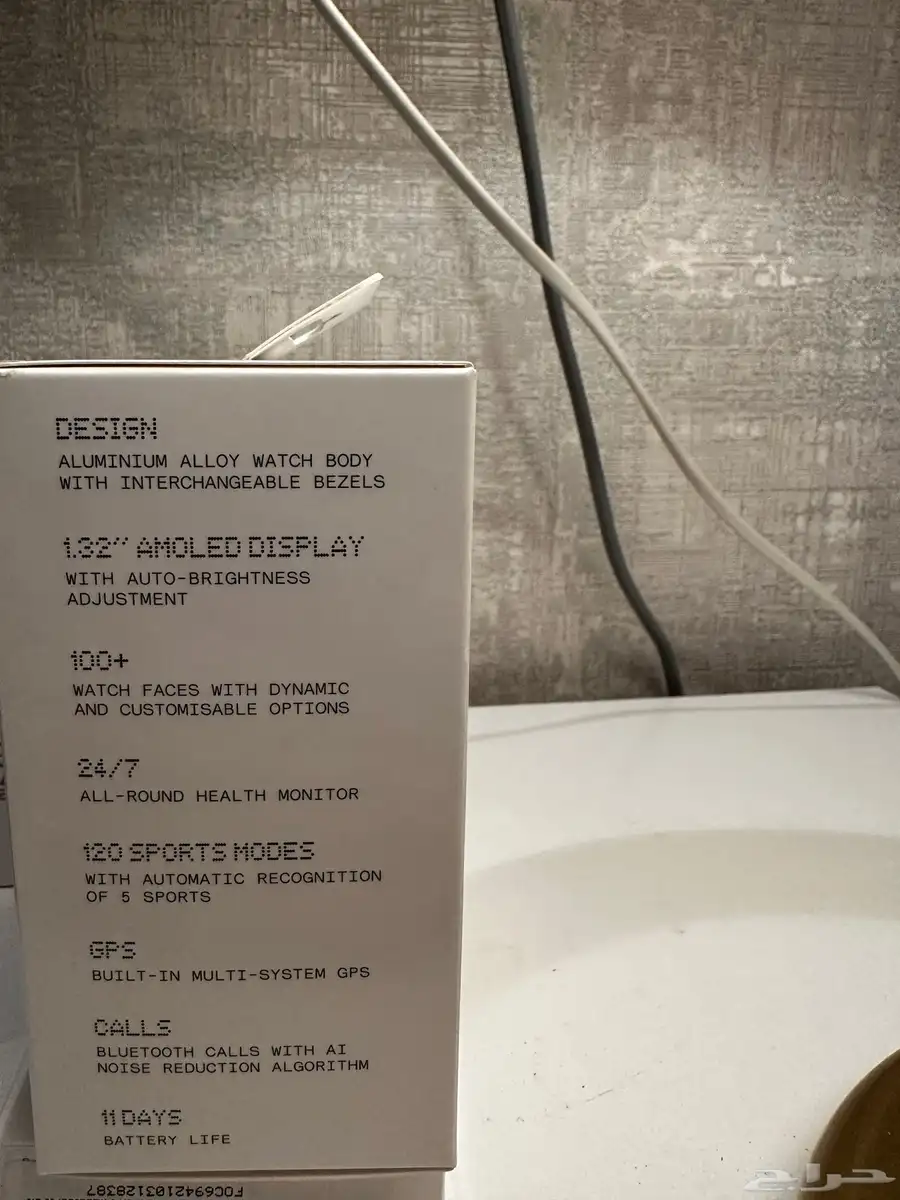 DESIGN
ALUMINIUM ALLOY WATCH BODY
WITH INTERCHANGEABLE BEZELS
1.32" AMOLED DISPLAY
WITH AUTO-BRIGHTNESS
ADJUSTMENT
100+
WATCH FACES WITH DYNAMIC
AND CUSTOMISABLE OPTIONS
24/7
ALL-ROUND HEALTH MONITOR
120 SPORTS MODES
WITH AUTOMATIC RECOGNITION
OF 5 SPORTS
GPS
BUILT-IN MULTI-SYSTEM GPS
CALLS
BLUETOOTH CALLS WITH AI
NOISE REDUCTION ALGORITHM
11 DAYS
BATTERY LIFE
FOC6942103128387
حراج